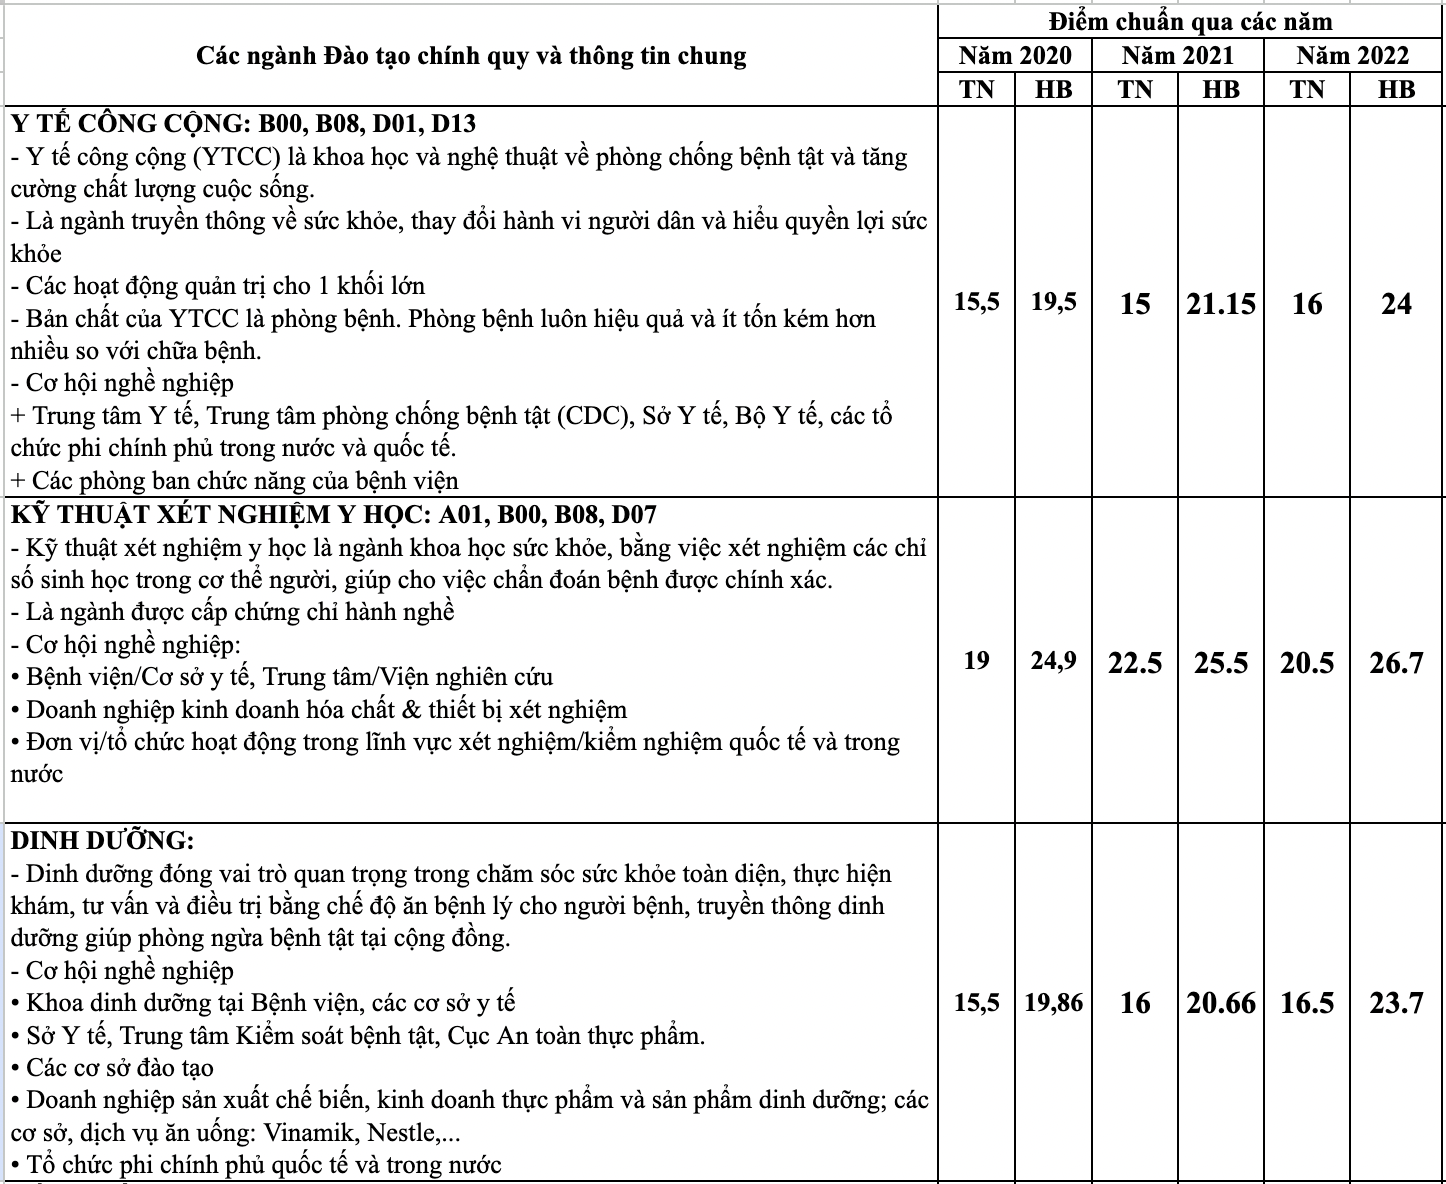 Các ngành Đào tạo chính quy và thông tin chung
Điểm chuẩn qua các năm
Năm 2020 Năm 2021 Năm 2022
TN HB TN HB TN HB
Y TẾ CÔNG CỘNG: B00, B08, D01, D13
- Y tế công cộng (YTCC) là khoa học và nghệ thuật về phòng chống bệnh tật và tăng
cường chất lượng cuộc sống.
- Là ngành truyền thông về sức khỏe, thay đổi hành vi người dân và hiểu quyền lợi sức
khỏe
- Các hoạt động quản trị cho 1 khối lớn
- Bản chất của YTCC là phòng bệnh. Phòng bệnh luôn hiệu quả và ít tốn kém hơn
nhiều so với chữa bệnh.
- Cơ hội nghề nghiệp
+ Trung tâm Y tế, Trung tâm phòng chống bệnh tật (CDC), Sở Y tế, Bộ Y tế, các tổ
chức phi chính phủ trong nước và quốc tế.
+ Các phòng ban chức năng của bệnh viện
15,5 19,5 15 21.15 16 24
KỸ THUẬT XÉT NGHIỆM Y HỌC: A01, B00, B08, D07
- Kỹ thuật xét nghiệm y học là ngành khoa học sức khỏe, bằng việc xét nghiệm các chỉ
số sinh học trong cơ thể người, giúp cho việc chẩn đoán bệnh được chính xác.
- Là ngành được cấp chứng chỉ hành nghề
- Cơ hội nghề nghiệp:
• Bệnh viện/Cơ sở y tế, Trung tâm/Viện nghiên cứu
• Doanh nghiệp kinh doanh hóa chất & thiết bị xét nghiệm
• Đơn vị/tổ chức hoạt động trong lĩnh vực xét nghiệm/kiểm nghiệm quốc tế và trong
nước
19 24,9 22.5 25.5 20.5 26.7
DINH DƯỠNG:
- Dinh dưỡng đóng vai trò quan trọng trong chăm sóc sức khỏe toàn diện, thực hiện
khám, tư vấn và điều trị bằng chế độ ăn bệnh lý cho người bệnh, truyền thông dinh
dưỡng giúp phòng ngừa bệnh tật tại cộng đồng.
- Cơ hội nghề nghiệp
• Khoa dinh dưỡng tại Bệnh viện, các cơ sở y tế
• Sở Y tế, Trung tâm Kiểm soát bệnh tật, Cục An toàn thực phẩm.
• Các cơ sở đào tạo
• Doanh nghiệp sản xuất chế biến, kinh doanh thực phẩm và sản phẩm dinh dưỡng; các
cơ sở, dịch vụ ăn uống: Vinamik, Nestle,...
• Tổ chức phi chính phủ quốc tế và trong nước
15,5 19,86 16 20.66 16.5 23.7